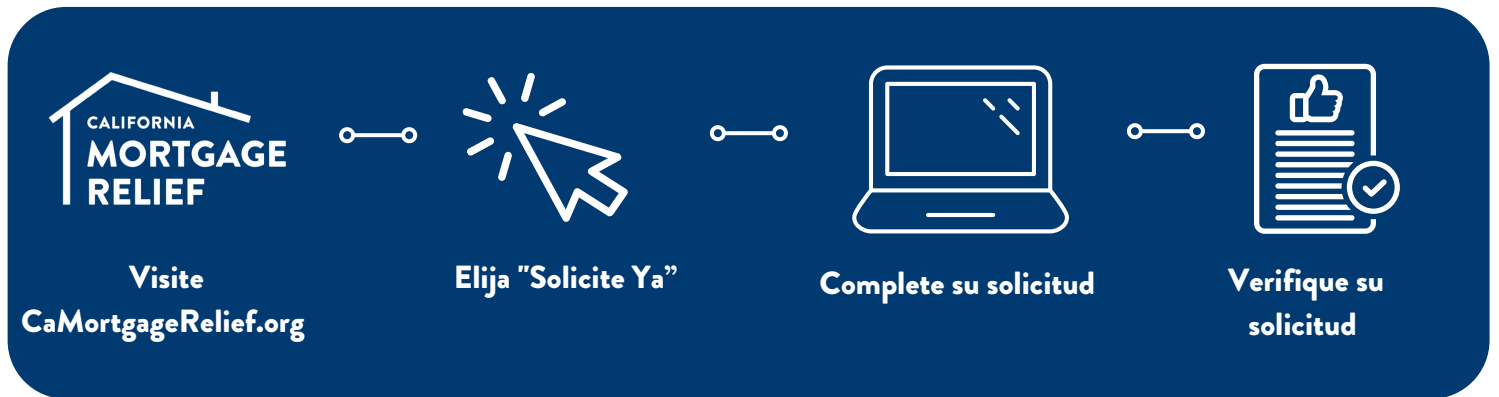 CALIFORNIA
MORTGAGE
RELIEF
Visite
CaMortgageRelief.org
Elija "Solicite Ya”
Complete su solicitud
Verifique su
solicitud